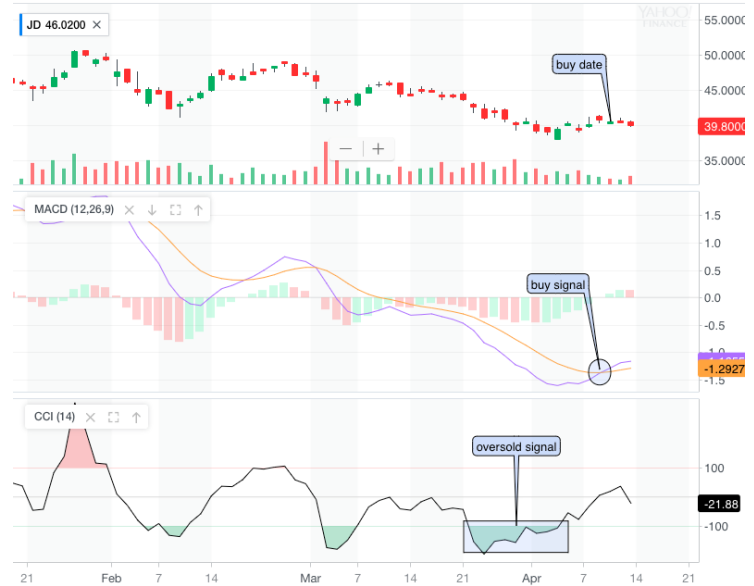 JD 46.0200 ×
YAHOO!
FINANCE
55.0000
buy date
50.0000
45.0000
39.8000
35.0000
MACD (12,26,9)
1.5
1.0
0.5
buy signal
0.0
-0.5
-1.0
-1.2927
-1.5
CCI (14)
oversold signal
100
-21.88
-100
21 Feb 7 14 Mar 7 14 21 Apr 7 14 21